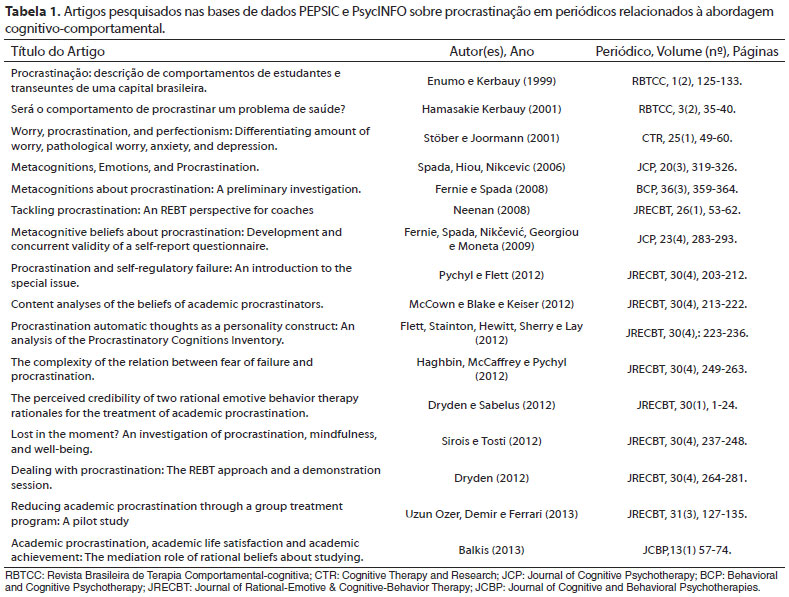 Tabela 1. Artigos pesquisados nas bases de dados PEPSIC e PsycINFO sobre procrastinação em periódicos relacionados à abordagem
cognitivo-comportamental.
Título do Artigo Autor(es), Ano Periódico, Volume (nº), Páginas
Procrastinação: descrição de comportamentos de estudantes e
transeuntes de uma capital brasileira.
Enumo e Kerbauy (1999) RBTCC, 1(2), 125-133.
Será o comportamento de procrastinar um problema de saúde? Hamasakie Kerbauy (2001) RBTCC, 3(2), 35-40.
Worry, procrastination, and perfectionism: Differentiating amount of
worry, pathological worry, anxiety, and depression.
Stöber e Joormann (2001) CTR, 25(1), 49-60.
Metacognitions, Emotions, and Procrastination. Spada, Hiou, Nikcevic (2006) JCP, 20(3), 319-326.
Metacognitions about procrastination: A preliminary investigation. Fernie e Spada (2008) BCP, 36(3), 359-364.
Tackling procrastination: An REBT perspective for coaches Neenan (2008) JRECBT, 26(1), 53-62.
Metacognitive beliefs about procrastination: Development and
concurrent validity of a self-report questionnaire.
Fernie, Spada, Nikčević, Georgiou
e Moneta (2009)
JCP, 23(4), 283-293.
Procrastination and self-regulatory failure: An introduction to the
special issue.
Pychyl e Flett (2012) JRECBT, 30(4), 203-212.
Content analyses of the beliefs of academic procrastinators. McCown e Blake e Keiser (2012) JRECBT, 30(4), 213-222.
Procrastination automatic thoughts as a personality construct: An
analysis of the Procrastinatory Cognitions Inventory.
Flett, Stainton, Hewitt, Sherry e Lay
(2012)
JRECBT, 30(4),: 223-236.
The complexity of the relation between fear of failure and
procrastination.
Haghbin, McCaffrey e Pychyl
(2012)
JRECBT, 30(4), 249-263.
The perceived credibility of two rational emotive behavior therapy
rationales for the treatment of academic procrastination.
Dryden e Sabelus (2012) JRECBT, 30(1), 1-24.
Lost in the moment? An investigation of procrastination, mindfulness,
and well-being.
Sirois e Tosti (2012) JRECBT, 30(4), 237-248.
Dealing with procrastination: The REBT approach and a demonstration
session.
Dryden (2012) JRECBT, 30(4), 264-281.
Reducing academic procrastination through a group treatment
program: A pilot study
Uzun Ozer, Demir e Ferrari (2013) JRECBT, 31(3), 127-135.
Academic procrastination, academic life satisfaction and academic
achievement: The mediation role of rational beliefs about studying.
Balkis (2013) JCBP,13(1) 57-74.
RBTCC: Revista Brasileira de Terapia Comportamental-cognitiva; CTR: Cognitive Therapy and Research; JCP: Journal of Cognitive Psychotherapy; BCP: Behavioral
and Cognitive Psychotherapy; JRECBT: Journal of Rational-Emotive & Cognitive-Behavior Therapy; JCBP: Journal of Cognitive and Behavioral Psychotherapies.